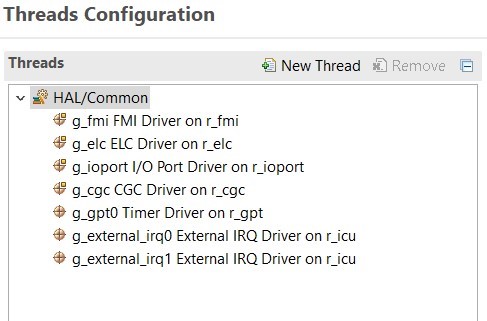 Threads Configuration
Threads New Thread Remove
HAL/Common
g_fmi FMI Driver on r_fmi
g_elc ELC Driver on r_elc
g_ioport I/O Port Driver on r_ioport
g_cgc CGC Driver on r_cgc
g_gpt0 Timer Driver on r_gpt
g_external_irq0 External IRQ Driver on r_icu
g_external_irq1 External IRQ Driver on r_icu